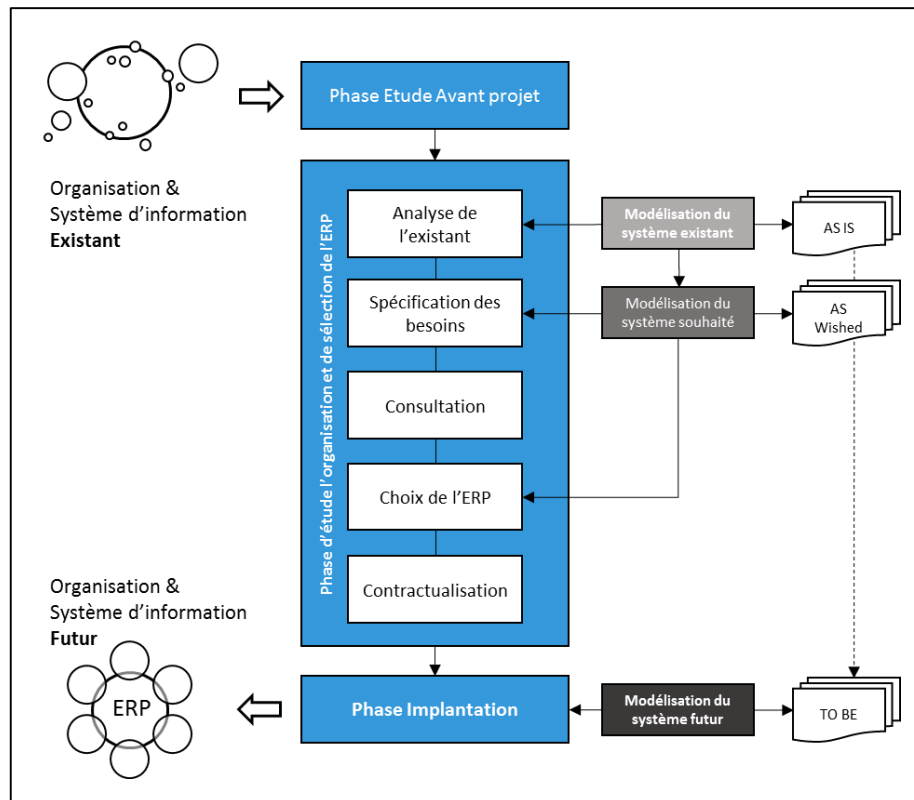 Phase Etude Avant projet
Organisation &
Système d'information
Existant
Phase d'étude l'organisation et de sélection de l'ERP
Analyse de
l'existant
Modélisation du
système existant
AS IS
Spécification des
besoins
Modélisation du
système souhaité
AS
Wished
Consultation
Choix de l'ERP
Contractualisation
Organisation &
Système d'information
Futur
ERP
Phase Implantation
Modélisation du
système futur
TO BE